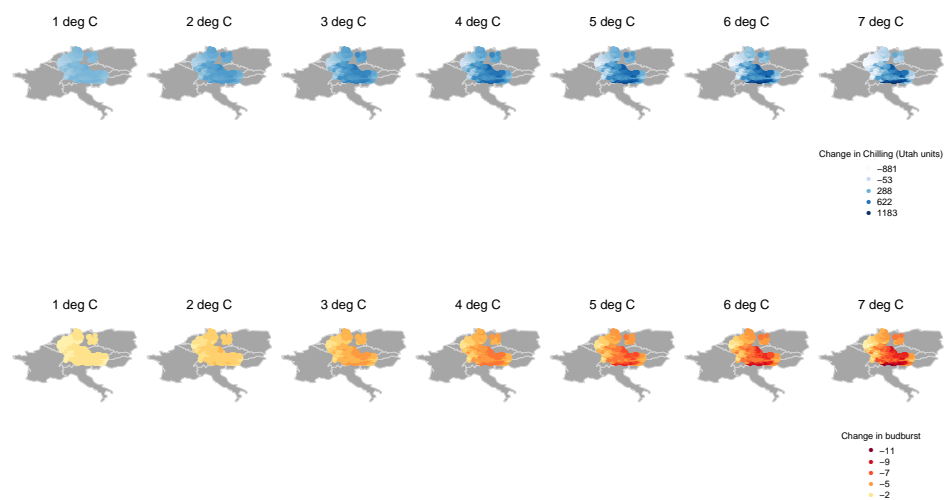 1 deg C 2 deg C 3 deg C 4 deg C 5 deg C 6 deg C 7 deg C
Change in Chilling (Utah units)
−881
−53
288
622
1183
1 deg C 2 deg C 3 deg C 4 deg C 5 deg C 6 deg C 7 deg C
Change in budburst
−11
−9
−7
−5
−2